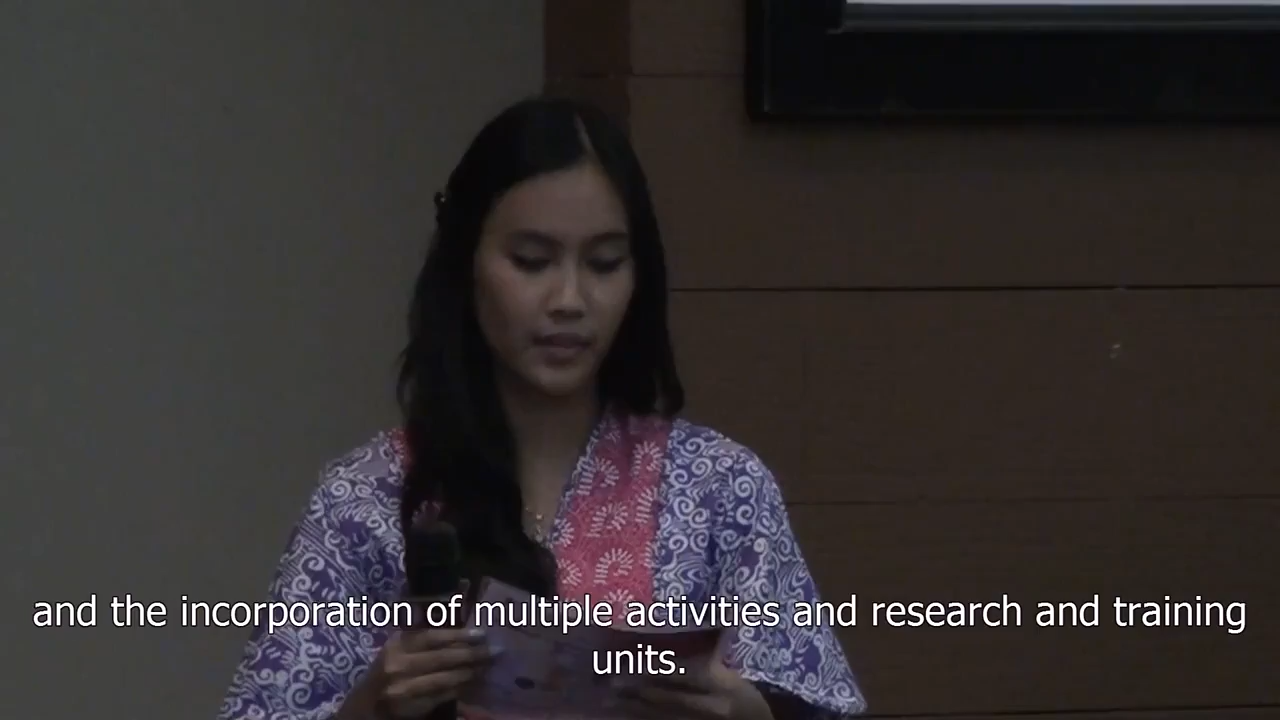 and the incorporation of multiple activities and research and training
units.